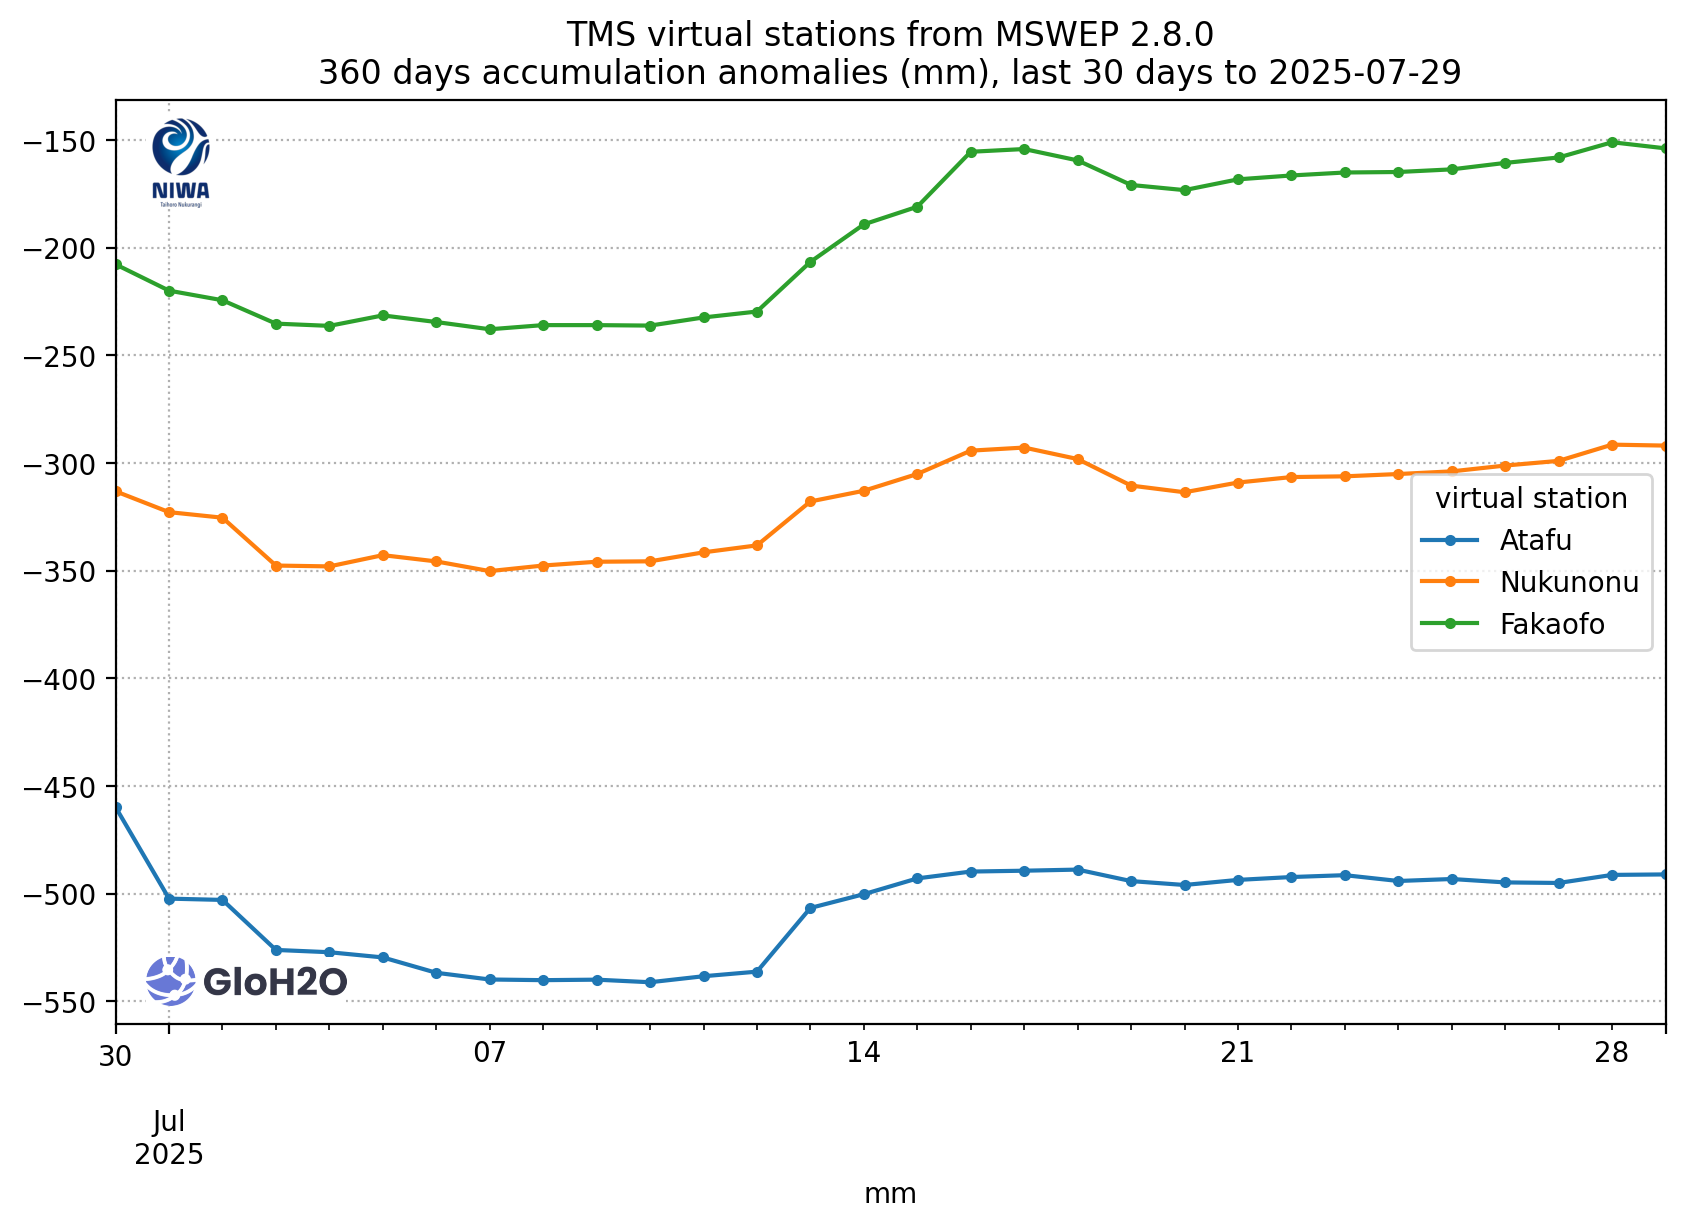 TMS virtual stations from MSWEP 2.8.0
360 days accumulation anomalies (mm), last 30 days to 2025-07-29
NIWA
Taihoro Nukurangi
−150
−200
−250
−300
−350
−400
−450
−500
−550
virtual station
Atafu
Nukunonu
Fakaofo
GloH2O
30 07 14 21 28
Jul
2025
mm